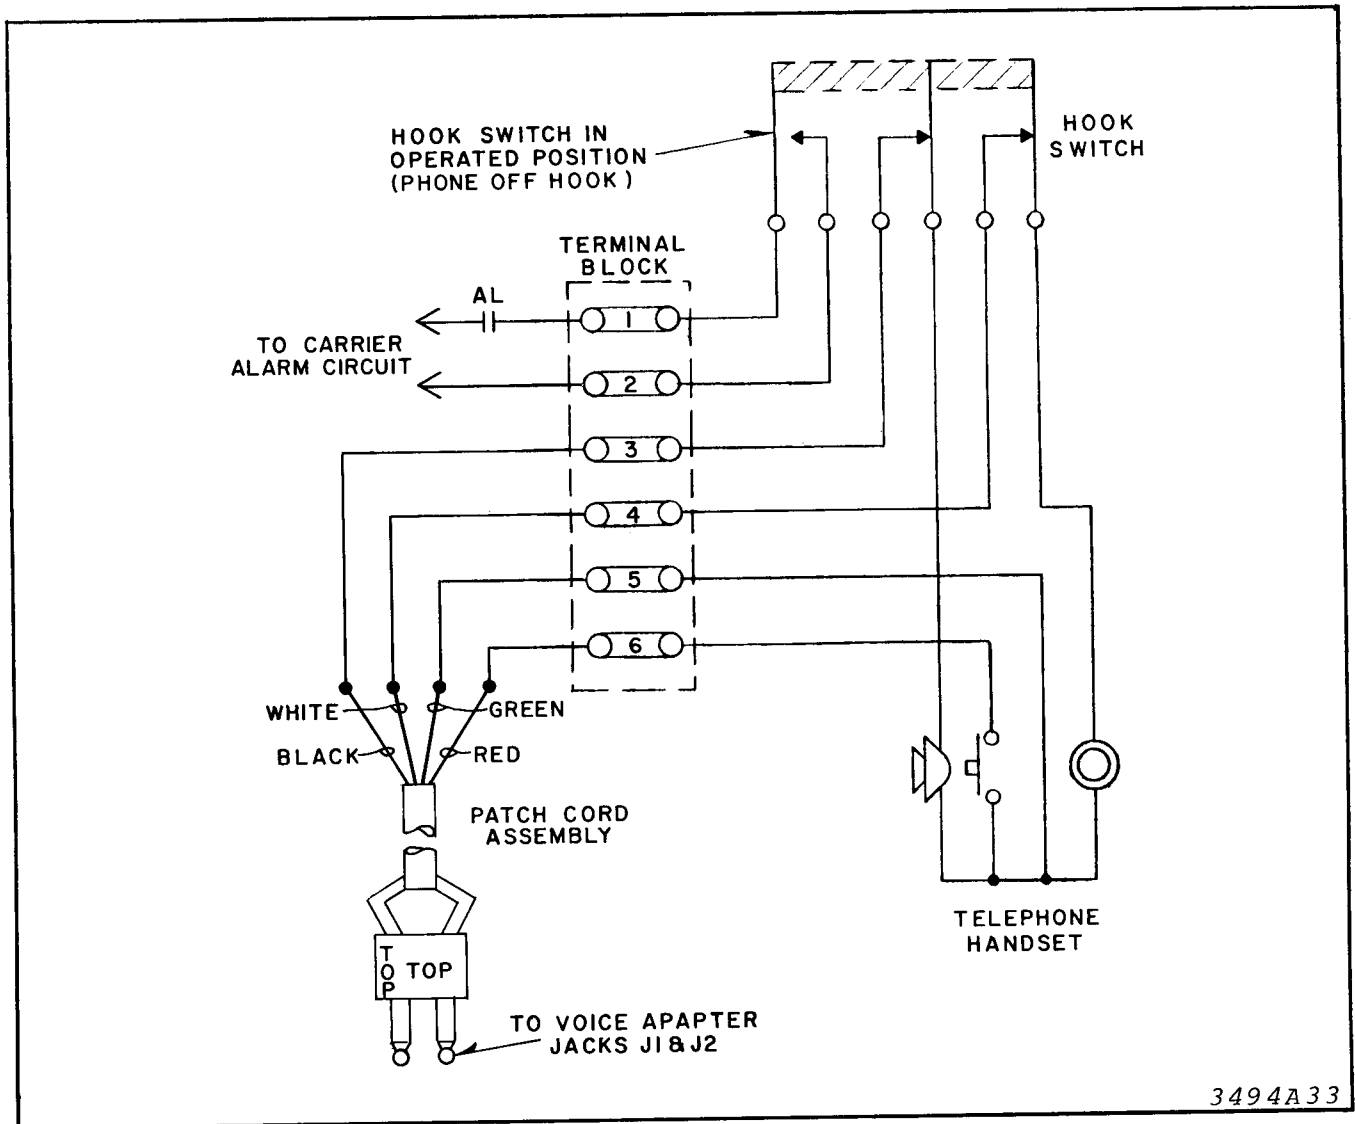 HOOK SWITCH IN
OPERATED POSITION
(PHONE OFF HOOK)
HOOK
SWITCH
TERMINAL
BLOCK
AL
TO CARRIER
ALARM CIRCUIT
1
2
3
4
5
6
WHITE
GREEN
BLACK
RED
PATCH CORD
ASSEMBLY
TELEPHONE
HANDSET
TOP
TOP
TO VOICE APAPTER
JACKS J1 & J2
3494A33